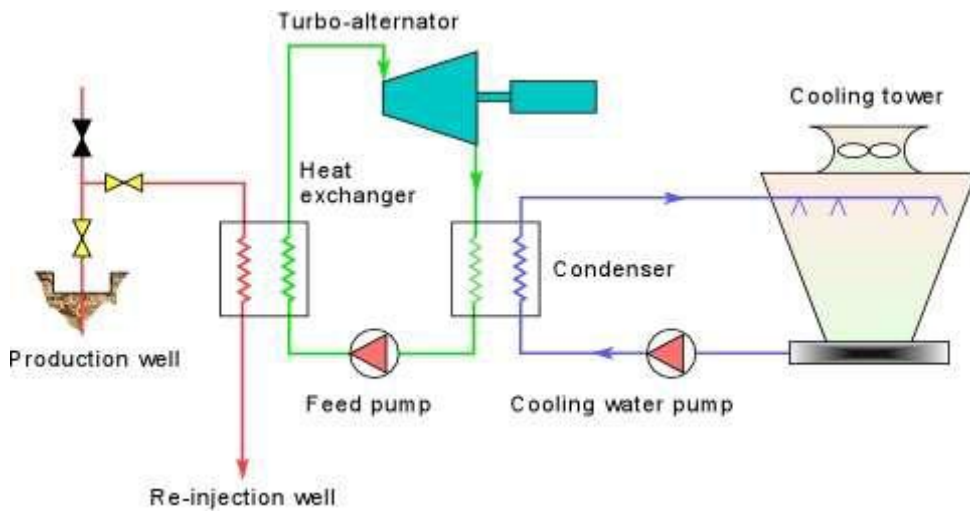 Turbo-alternator
Cooling tower
Heat
exchanger
Condenser
Production well
Feed pump
Cooling water pump
Re-injection well